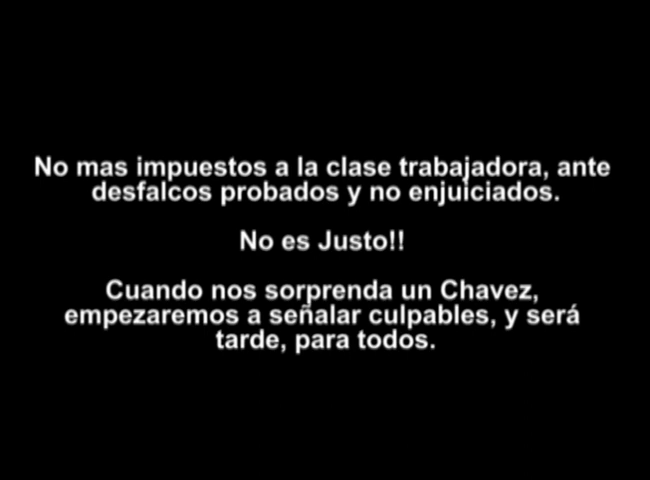 No mas impuestos a la clase trabajadora, ante
desfalcos probados y no enjuiciados.
No es Justo!!
Cuando nos sorprenda un Chavez,
empezaremos a señalar culpables, y será
tarde, para todos.